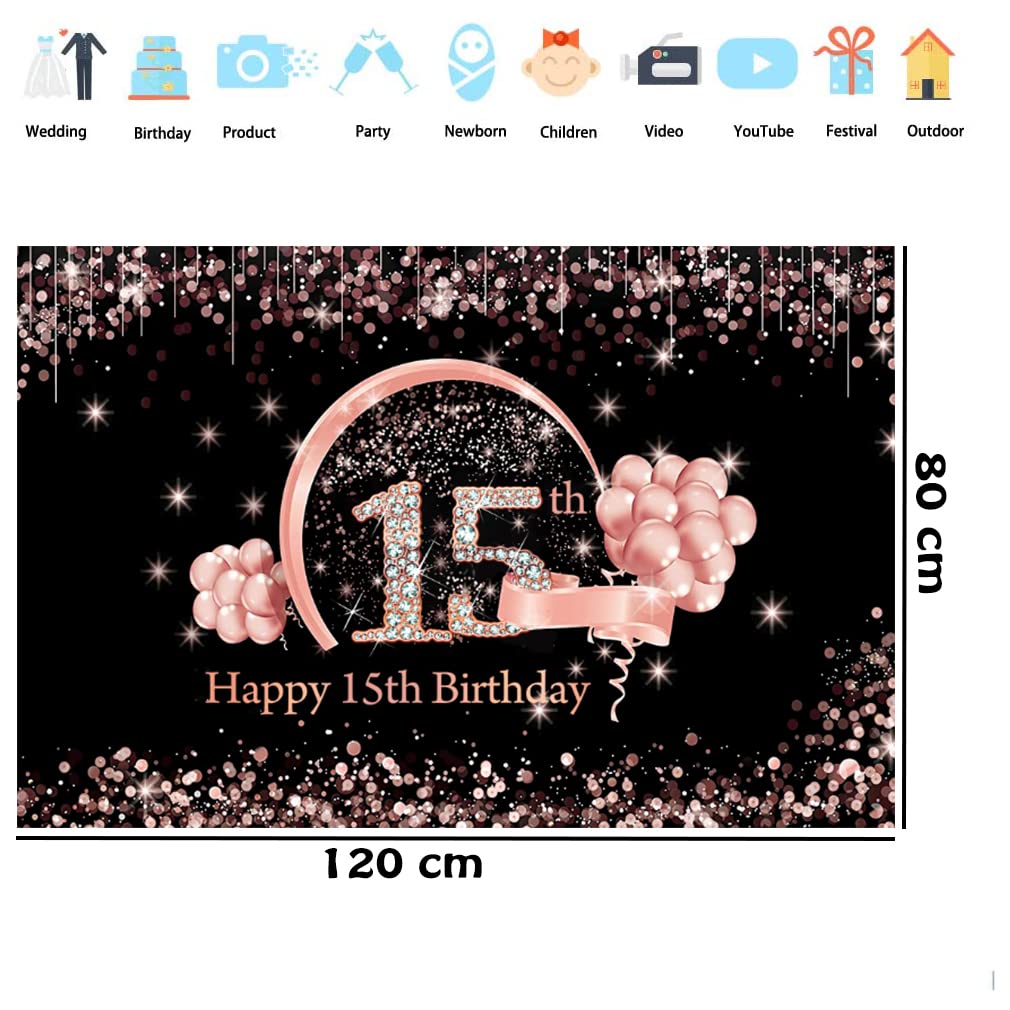 Wedding Birthday Product Party Newborn Children Video YouTube Festival Outdoor
15th
Happy 15th Birthday
80 cm
120 cm